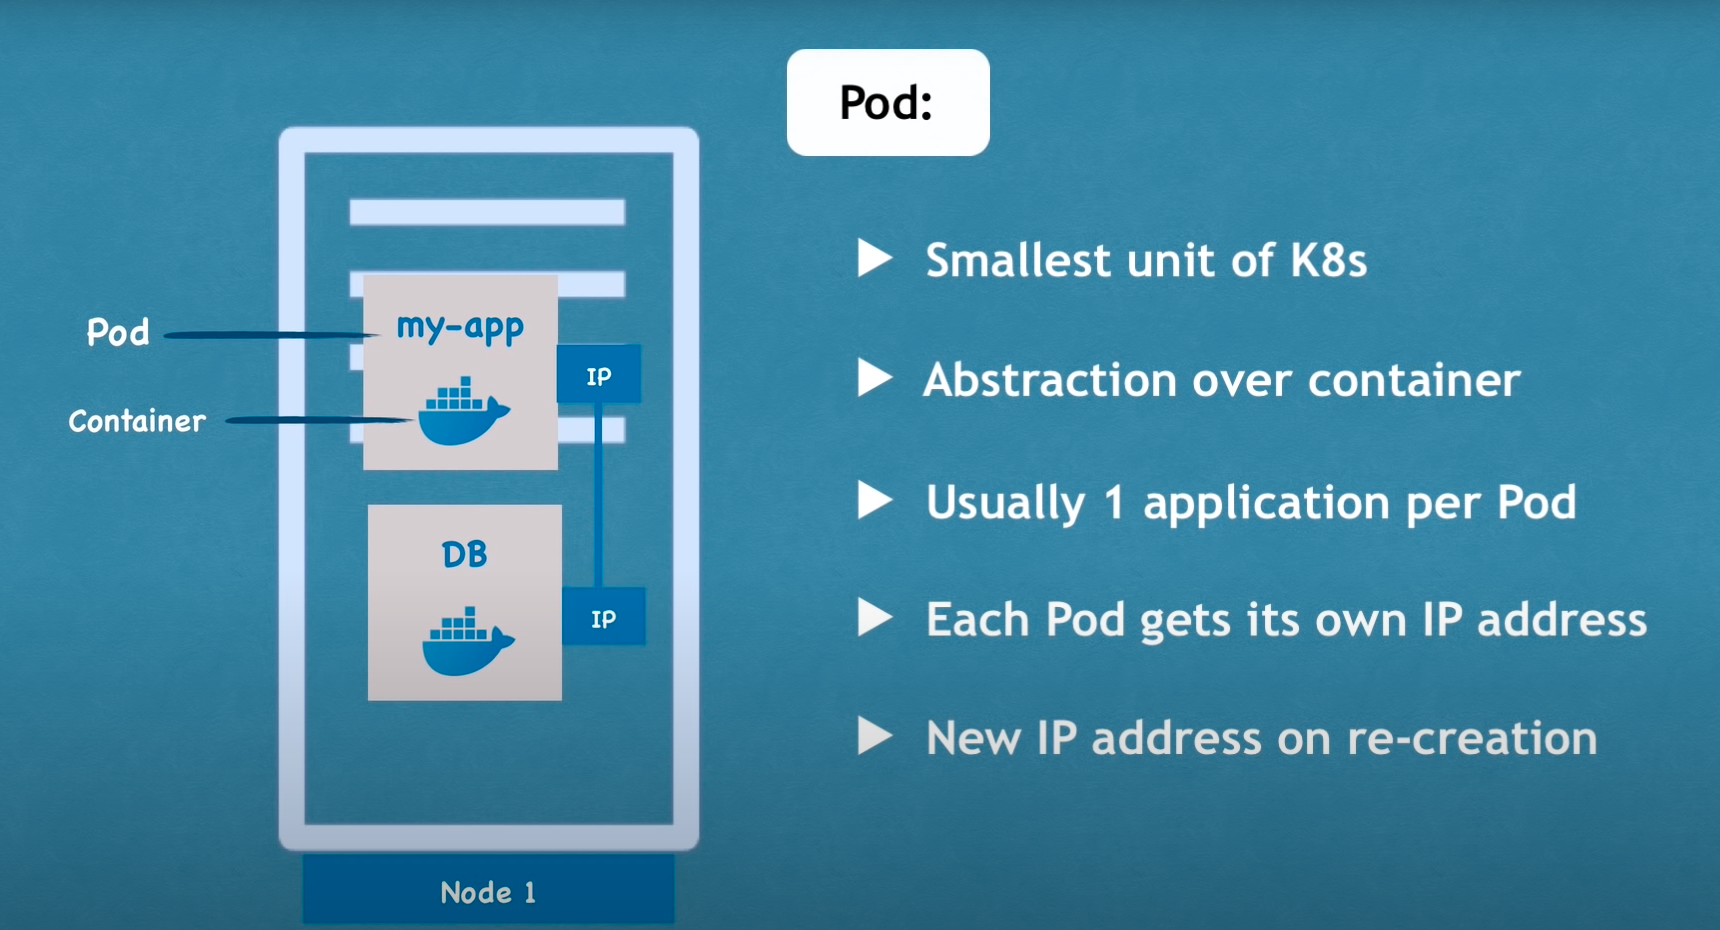 Pod:
Smallest unit of K8s
Abstraction over container
Usually 1 application per Pod
Each Pod gets its own IP address
New IP address on re-creation
Pod
Container
my-app
IP
DB
IP
Node 1